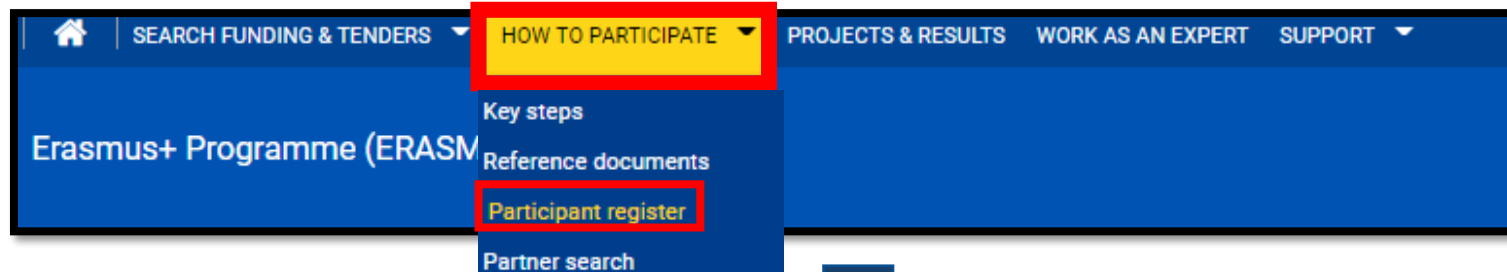 SEARCH FUNDING & TENDERS HOW TO PARTICIPATE PROJECTS & RESULTS WORK AS AN EXPERT SUPPORT
Key steps
Erasmus+ Programme (ERASM
Reference documents
Participant register
Partner search